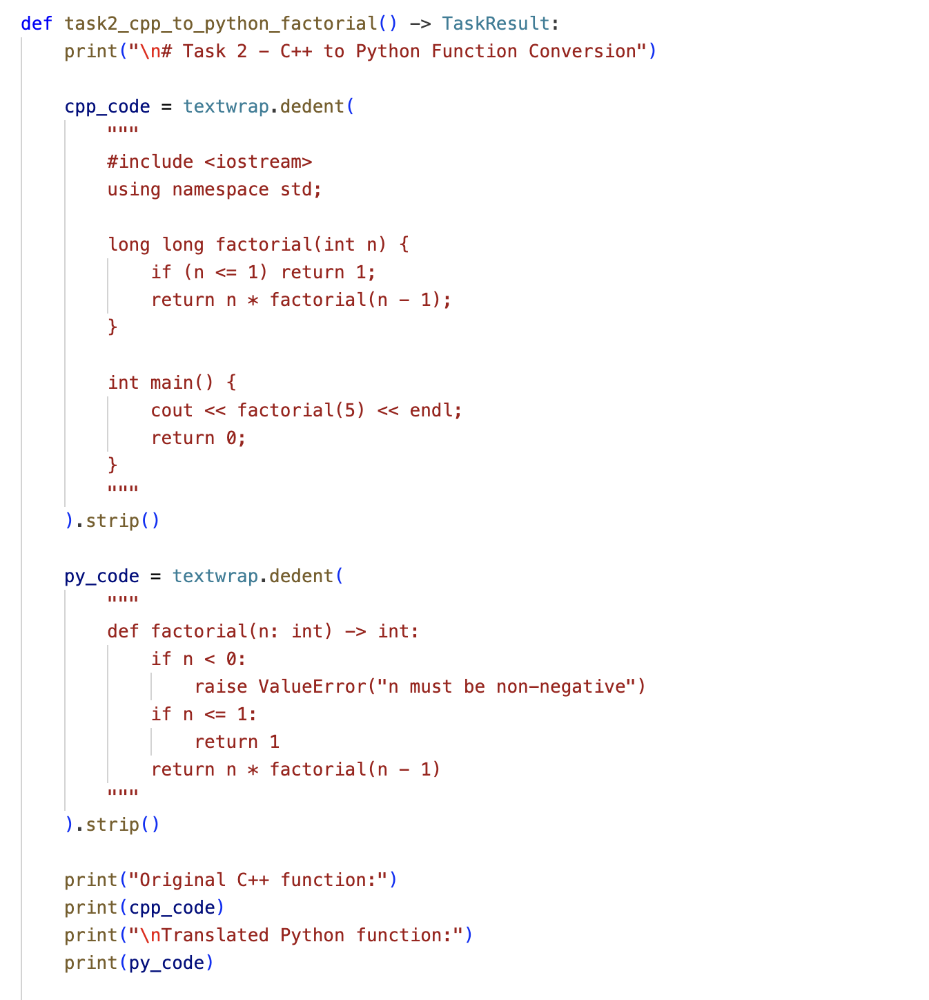 def task2_cpp_to_python_factorial() -> TaskResult:
    print("\n# Task 2 - C++ to Python Function Conversion")

    cpp_code = textwrap.dedent(
        """
        #include <iostream>
        using namespace std;

        long long factorial(int n) {
            if (n <= 1) return 1;
            return n * factorial(n - 1);
        }

        int main() {
            cout << factorial(5) << endl;
            return 0;
        }
        """
    ).strip()

    py_code = textwrap.dedent(
        """
        def factorial(n: int) -> int:
            if n < 0:
                raise ValueError("n must be non-negative")
            if n <= 1:
                return 1
            return n * factorial(n - 1)
        """
    ).strip()

    print("Original C++ function:")
    print(cpp_code)
    print("\nTranslated Python function:")
    print(py_code)